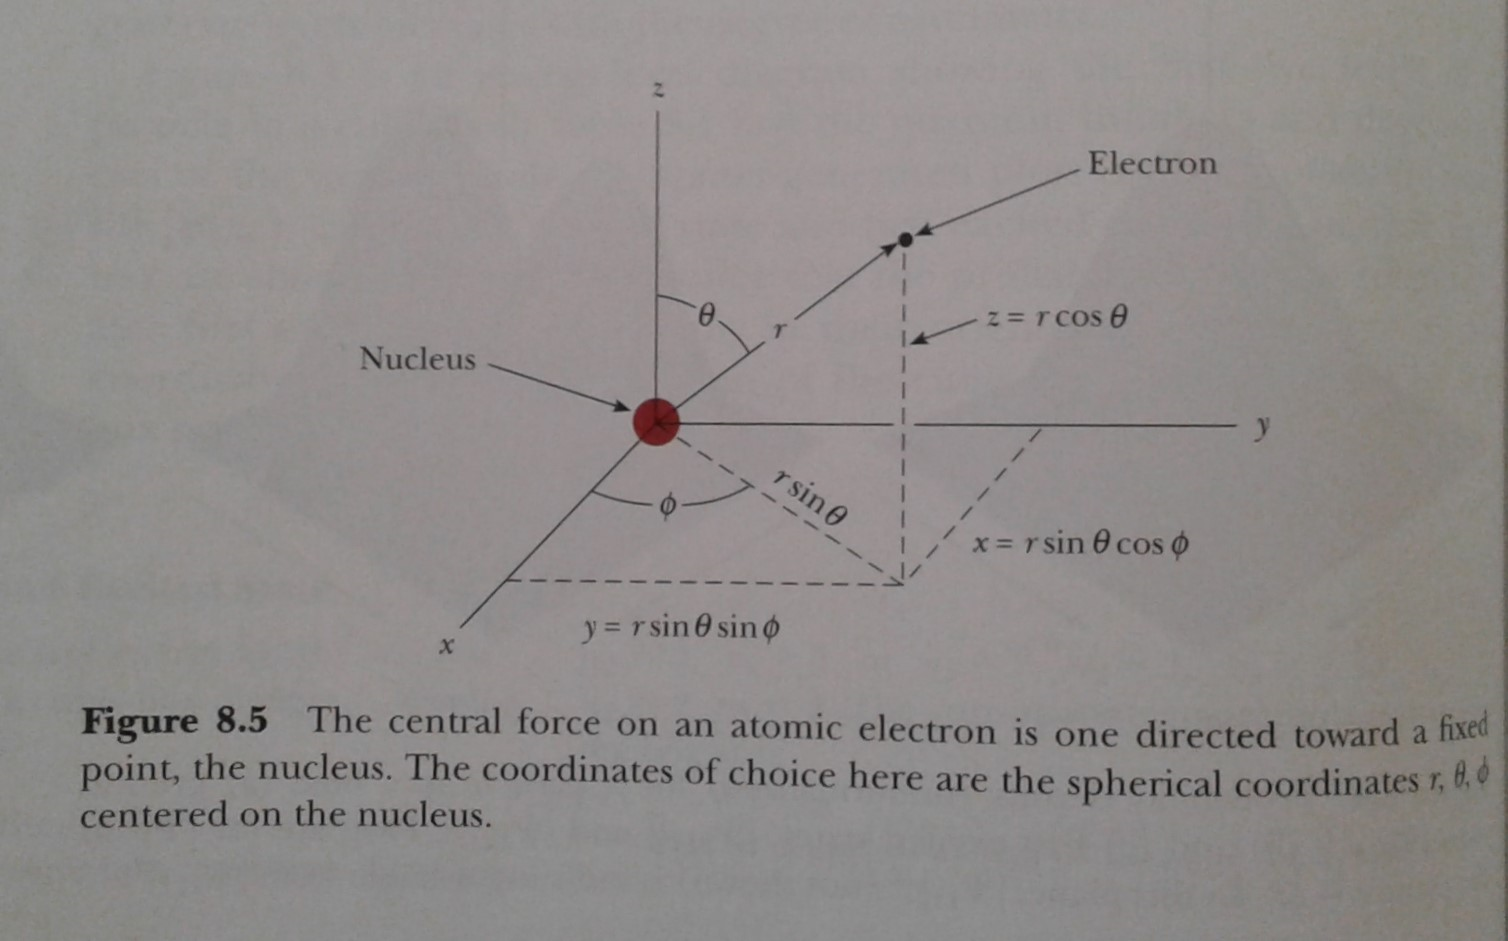 z
Electron
θ
r
z = r cos θ
Nucleus
y
r sin θ
ϕ
x = r sin θ cos ϕ
y = r sin θ sin ϕ
x
Figure 8.5 The central force on an atomic electron is one directed toward a fixed
point, the nucleus. The coordinates of choice here are the spherical coordinates r, θ, ϕ
centered on the nucleus.